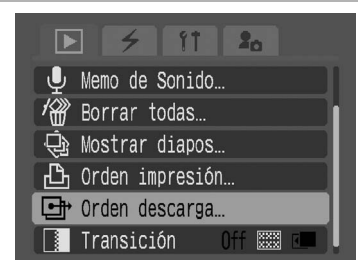 Memo de Sonido...
Borrar todas...
Mostrar diapos...
Orden impresión...
Orden descarga...
Transición Off